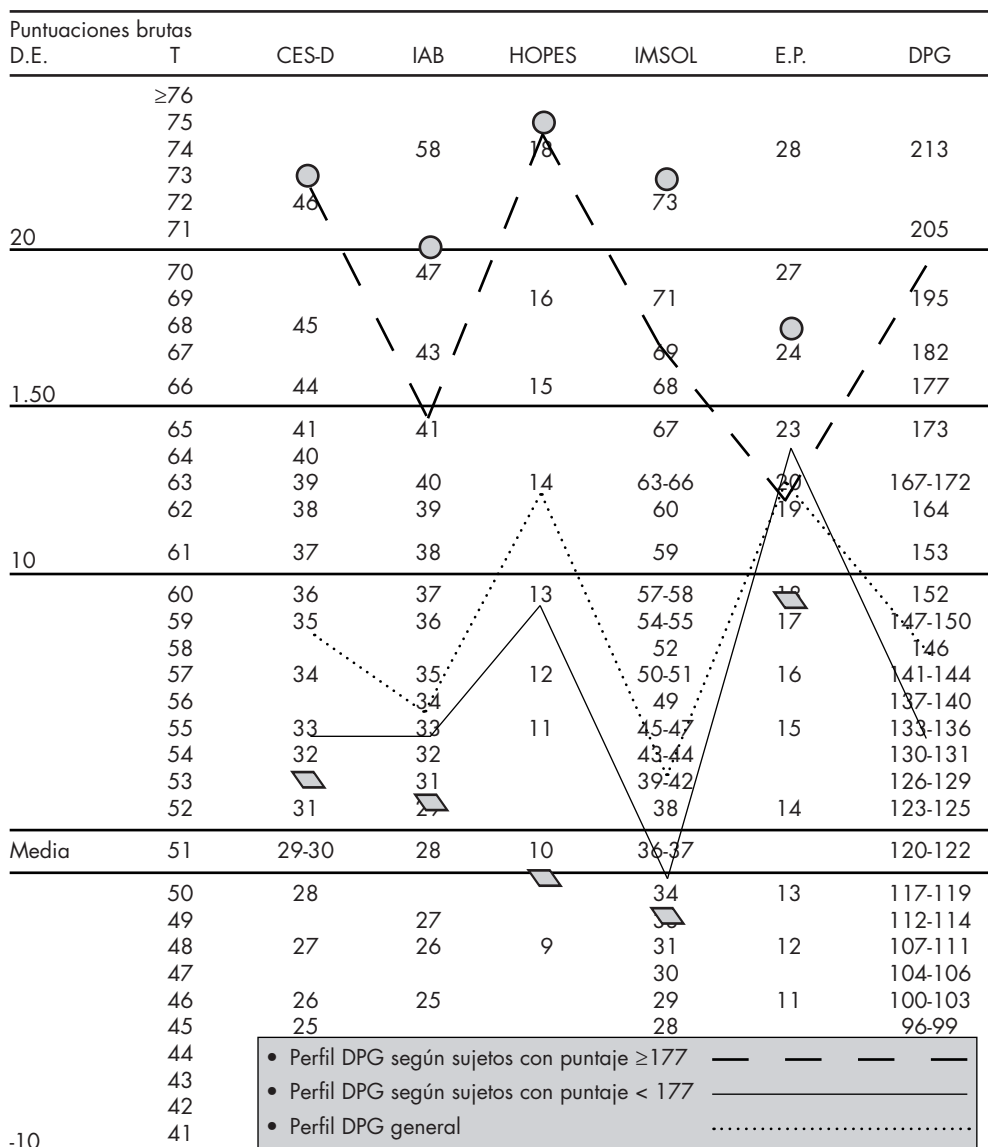 Puntuaciones brutas
D.E. T CES-D IAB HOPES IMSOL E.P. DPG
≥76
75
74 58 18 28 213
73
72 46 73
71 205
20
70 47 27
69 16 71 195
68 45
67 43 69 24 182
66 44 15 68 177
1.50
65 41 41 67 23 173
64 40
63 39 40 14 63-66 20 167-172
62 38 39 60 19 164
61 37 38 59 153
10
60 36 37 13 57-58 18 152
59 35 36 54-55 17 147-150
58 52 146
57 34 35 12 50-51 16 141-144
56 34 49 137-140
55 33 33 11 45-47 15 133-136
54 32 32 43-44 130-131
53 31 39-42 126-129
52 31 29 38 14 123-125
Media 51 29-30 28 10 36-37 120-122
50 28 34 13 117-119
49 27 112-114
48 27 26 9 31 12 107-111
47 30 104-106
46 26 25 29 11 100-103
45 25 28 96-99
44
43
42
41
-10
• Perfil DPG según sujetos con puntaje ≥177
• Perfil DPG según sujetos con puntaje < 177
• Perfil DPG general